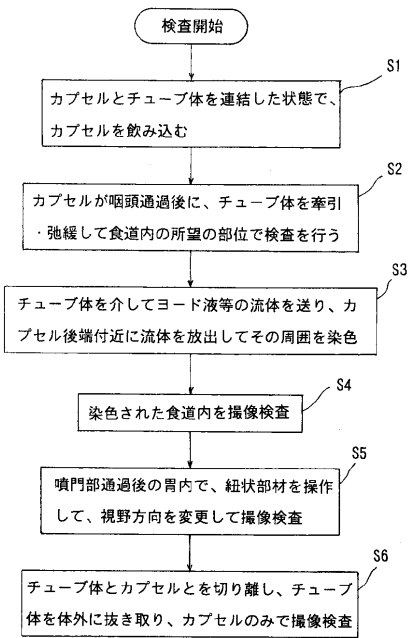 検査開始
S1
カプセルとチューブ体を連結した状態で、
カプセルを飲み込む
S2
カプセルが咽頭通過後に、チューブ体を牽引
・弛緩して食道内の所望の部位で検査を行う
S3
チューブ体を介してヨード液等の流体を送り、カ
プセル後端付近に流体を放出してその周囲を染色
S4
染色された食道内を撮像検査
S5
噴門部通過後の胃内で、紐状部材を操作
して、視野方向を変更して撮像検査
S6
チューブ体とカプセルとを切り離し、チューブ
体を体外に抜き取り、カプセルのみで撮像検査